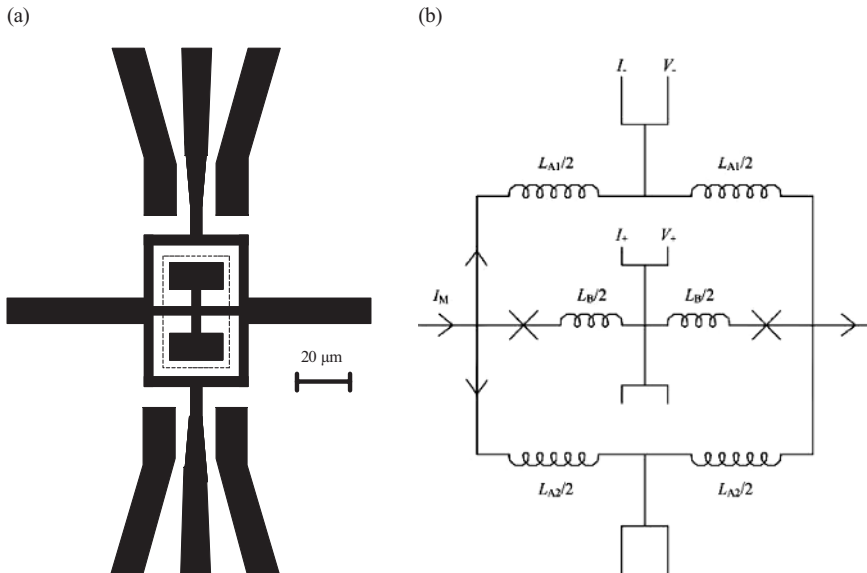 (a)
(b)
I- V-
LA1/2 LA1/2
I+ V+
IM LB/2 LB/2
20 μm
LA2/2 LA2/2